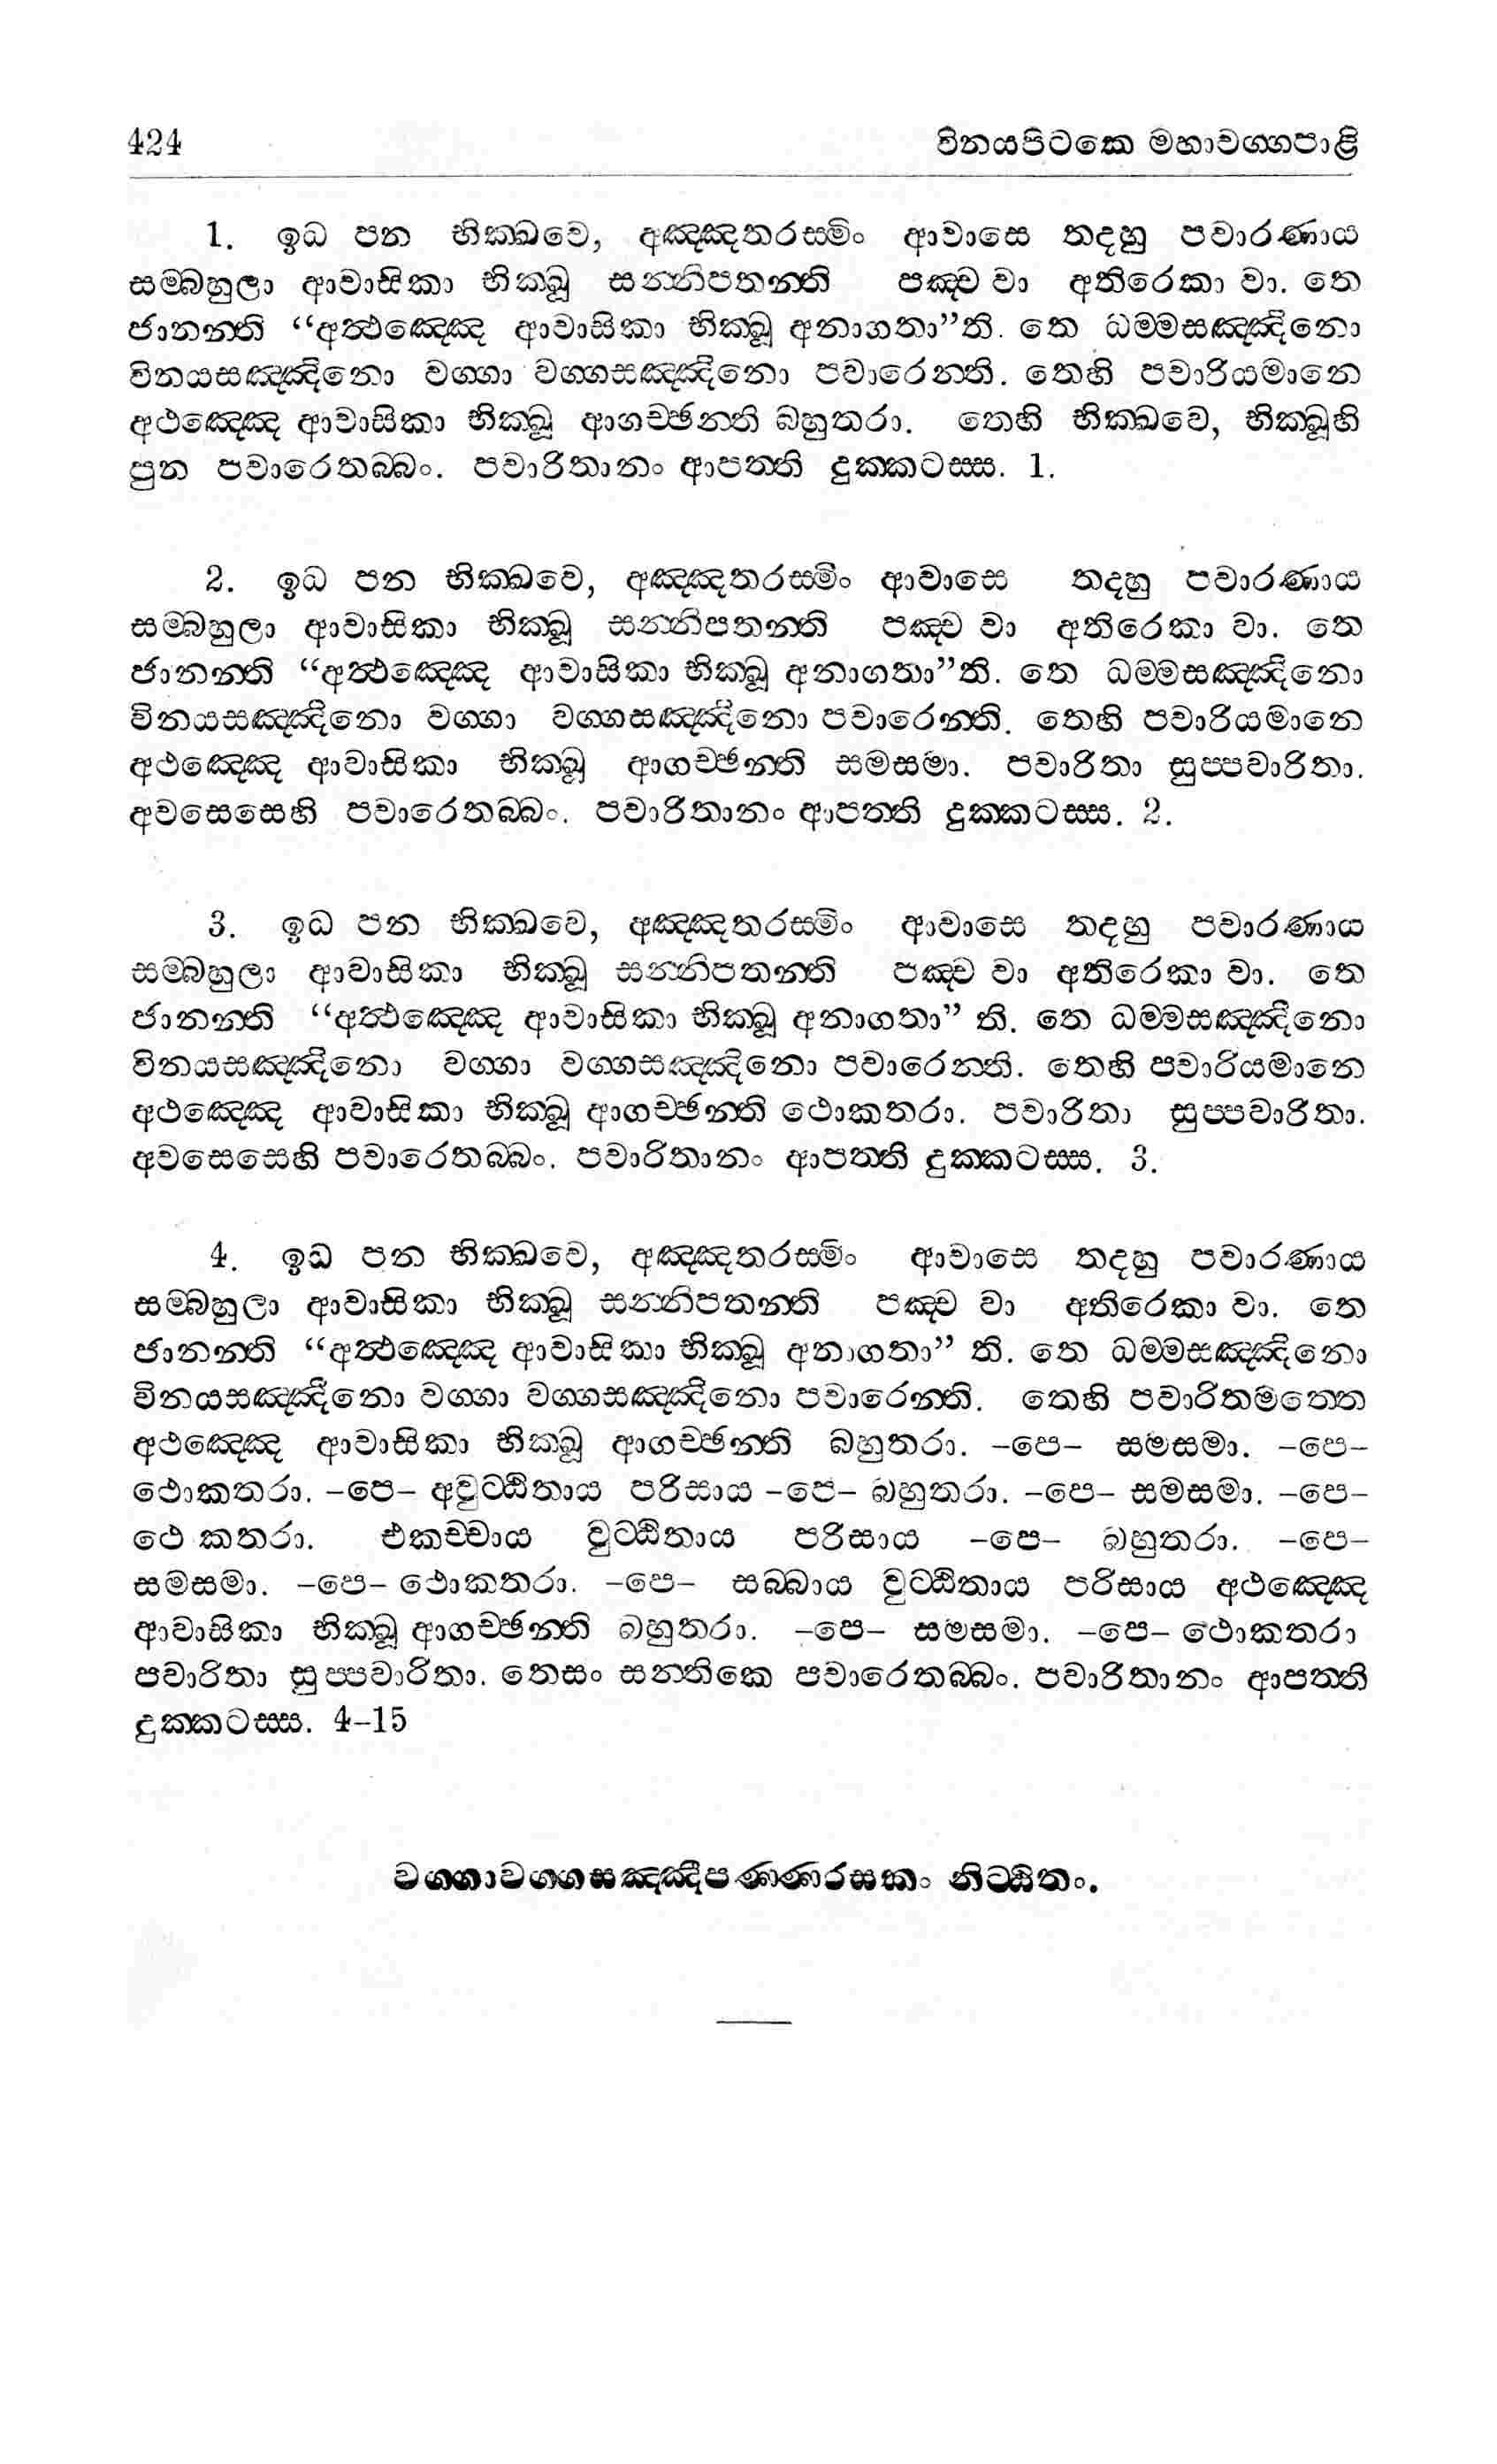 424 විනයපිටකෙ මහාවග්ගපාළි
1. ඉධ පන භික්ඛවෙ, අඤ්ඤතරස්මිං ආවාසෙ තදහු පවාරණාය
සම්බහුලා ආවාසිකා භික්ඛූ සන්නිපතන්ති පඤ්ච වා අතිරෙකා වා. තෙ
ජානන්ති “අත්ථඤ්ඤෙ ආවාසිකා භික්ඛූ අනාගතා”ති. තෙ ධම්මසඤ්ඤිනො
විනයසඤ්ඤිනො වග්ගා වග්ගසඤ්ඤිනො පවාරෙන්ති. තෙහි පවාරියමානෙ
අථඤ්ඤෙ ආවාසිකා භික්ඛූ ආගච්ඡන්ති බහුතරා. තෙහි භික්ඛවෙ, භික්ඛූහි
පුන පවාරෙතබ්බං. පවාරිතානං ආපත්ති දුක්කටස්ස. 1.
2. ඉධ පන භික්ඛවෙ, අඤ්ඤතරස්මිං ආවාසෙ තදහු පවාරණාය
සම්බහුලා ආවාසිකා භික්ඛූ සන්නිපතන්ති පඤ්ච වා අතිරෙකා වා. තෙ
ජානන්ති “අත්ථඤ්ඤෙ ආවාසිකා භික්ඛූ අනාගතා”ති. තෙ ධම්මසඤ්ඤිනො
විනයසඤ්ඤිනො වග්ගා වග්ගසඤ්ඤිනො පවාරෙන්ති. තෙහි පවාරියමානෙ
අථඤ්ඤෙ ආවාසිකා භික්ඛූ ආගච්ඡන්ති සමසමා. පවාරිතා සුප්පවාරිතා.
අවසෙසෙහි පවාරෙතබ්බං. පවාරිතානං ආපත්ති දුක්කටස්ස. 2.
3. ඉධ පන භික්ඛවෙ, අඤ්ඤතරස්මිං ආවාසෙ තදහු පවාරණාය
සම්බහුලා ආවාසිකා භික්ඛූ සන්නිපතන්ති පඤ්ච වා අතිරෙකා වා. තෙ
ජානන්ති “අත්ථඤ්ඤෙ ආවාසිකා භික්ඛූ අනාගතා” ති. තෙ ධම්මසඤ්ඤිනො
විනයසඤ්ඤිනො වග්ගා වග්ගසඤ්ඤිනො පවාරෙන්ති. තෙහි පවාරියමානෙ
අථඤ්ඤෙ ආවාසිකා භික්ඛූ ආගච්ඡන්ති ථොකතරා. පවාරිතා සුප්පවාරිතා.
අවසෙසෙහි පවාරෙතබ්බං. පවාරිතානං ආපත්ති දුක්කටස්ස. 3.
4. ඉධ පන භික්ඛවෙ, අඤ්ඤතරස්මිං ආවාසෙ තදහු පවාරණාය
සම්බහුලා ආවාසිකා භික්ඛූ සන්නිපතන්ති පඤ්ච වා අතිරෙකා වා. තෙ
ජානන්ති “අත්ථඤ්ඤෙ ආවාසිකා භික්ඛූ අනාගතා” ති. තෙ ධම්මසඤ්ඤිනො
විනයසඤ්ඤිනො වග්ගා වග්ගසඤ්ඤිනො පවාරෙන්ති. තෙහි පවාරිතමත්තෙ
අථඤ්ඤෙ ආවාසිකා භික්ඛූ ආගච්ඡන්ති බහුතරා. –පෙ– සමසමා. –පෙ–
ථොකතරා. –පෙ– අවුට්ඨිතාය පරිසාය –පෙ– බහුතරා. –පෙ– සමසමා. –පෙ–
ථෙ කතරා. එකච්චාය වුට්ඨිතාය පරිසාය –පෙ– බහුතරා. –පෙ–
සමසමා. –පෙ– ථොකතරා. –පෙ– සබ්බාය වුට්ඨිතාය පරිසාය අථඤ්ඤෙ
ආවාසිකා භික්ඛූ ආගච්ඡන්ති බහුතරා. –පෙ– සමසමා. –පෙ– ථොකතරා
පවාරිතා සුප්පවාරිතා. තෙසං සන්තිකෙ පවාරෙතබ්බං. පවාරිතානං ආපත්ති
දුක්කටස්ස. 4–15
වග්ගාවග්ගසඤ්ඤීපණ්ණරසකං නිට්ඨිතං.